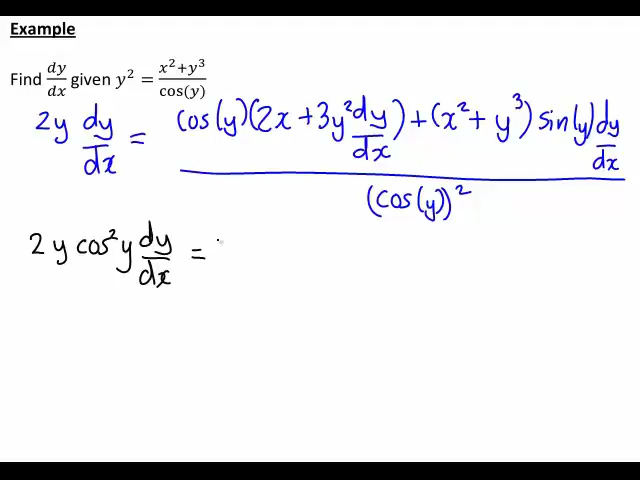 Example
Find dy/dx given y² = (x²+y³)/cos(y)
2y dy/dx = (cos(y)(2x + 3y² dy/dx) + (x² + y³) sin(y) dy/dx)/(cos(y))²
2y cos²y dy/dx =